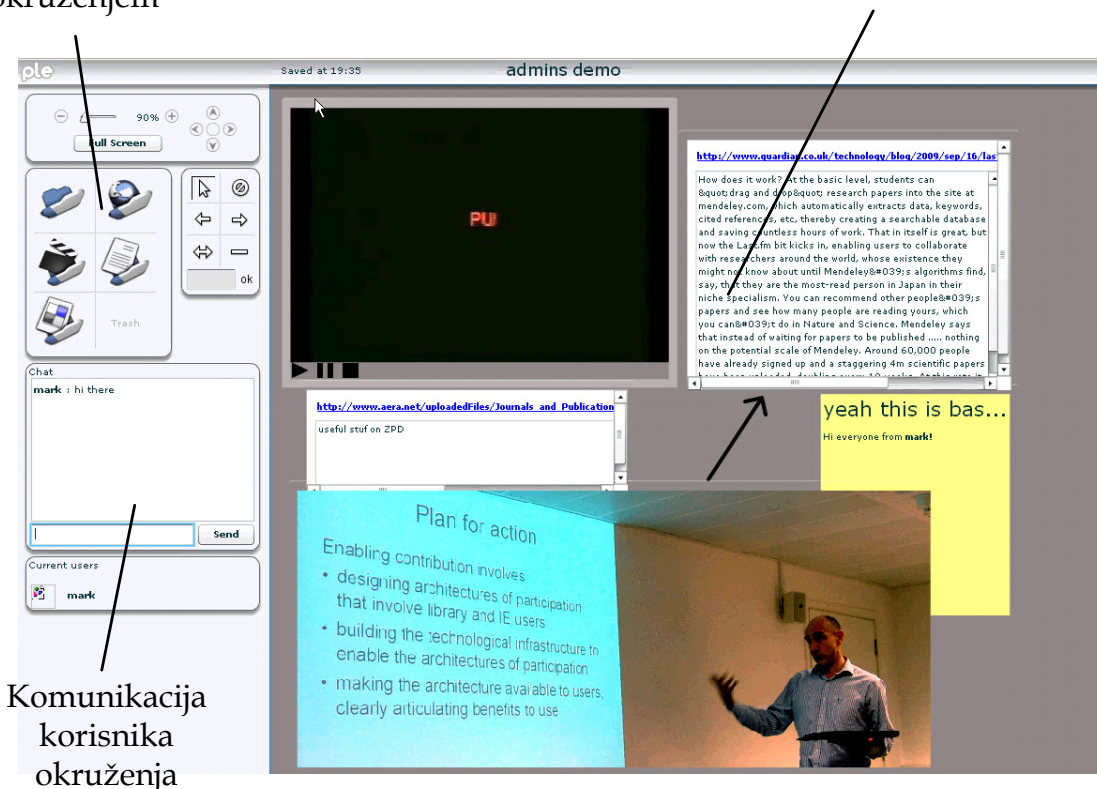 okruženjem
ple
Saved at 19:35
admins demo
90%
Full Screen
ok
Trash
Chat
mark : hi there
Send
Current users
mark
Komunikacija
korisnika
okruženja
PU
http://www.guardian.co.uk/technology/blog/2009/sep/16/las
How does it work? At the basic level, students can
&quot;drag and drop&quot; research papers into the site at
mendeley.com, which automatically extracts data, keywords,
cited references, etc, thereby creating a searchable database
and saving countless hours of work. That in itself is great, but
now the Last.fm bit kicks in, enabling users to collaborate
with researchers around the world, whose existence they
might not know about until Mendeley&#039;s algorithms find,
say, that they are the most-read person in Japan in their
niche specialism. You can recommend other people&#039;s
papers and see how many people are reading yours, which
you can&#039;t do in Nature and Science. Mendeley says
that instead of waiting for papers to be published ..... nothing
on the potential scale of Mendeley. Around 60,000 people
have already signed up and a staggering 4m scientific papers
http://www.aera.net/uploadedFiles/Journals_and_Publication
useful stuf on ZPD
yeah this is bas...
Hi everyone from mark!
Plan for action
Enabling contribution involves
• designing architectures of participation
that involve library and IE users
• building the technological infrastructure to
enable the architectures of participation
• making the architecture available to users,
clearly articulating benefits to use